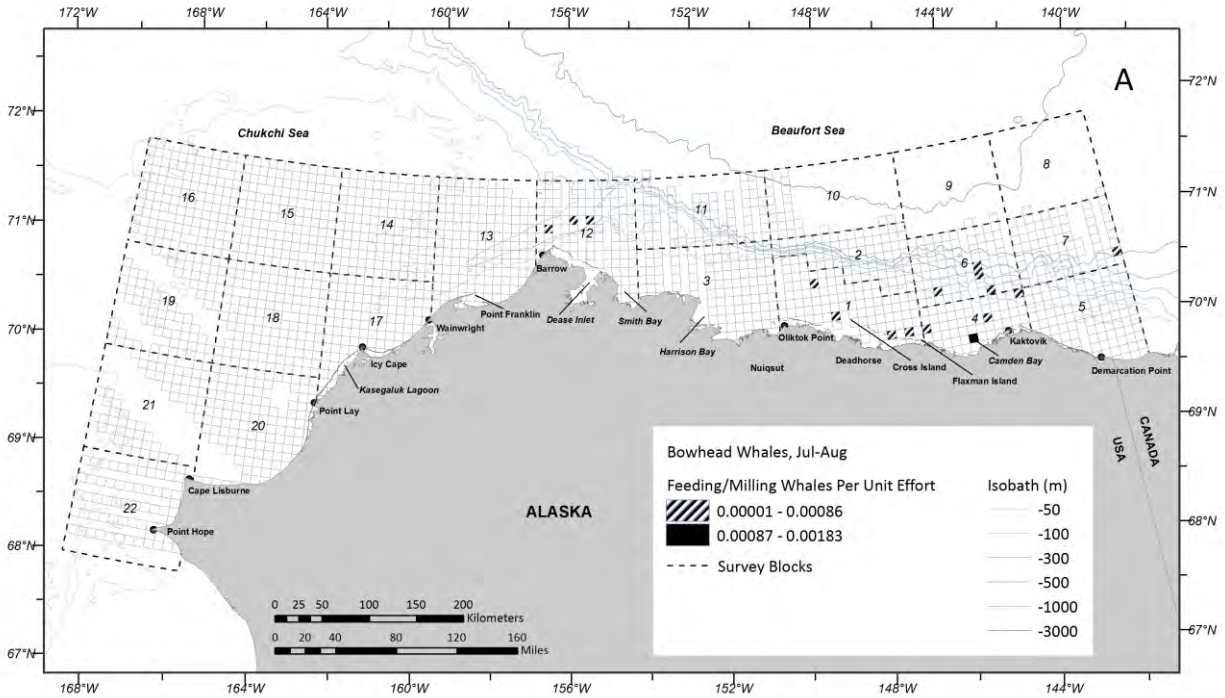 172°W 168°W 164°W 160°W 156°W 152°W 148°W 144°W 140°W
A
72°N
72°N
Chukchi Sea
Beaufort Sea
8
9
16
15
10
14
11
71°N
71°N
13
12
7
2
6
Barrow
3
5
19
18
70°N
70°N
17
Point Franklin
Dease Inlet
Smith Bay
1
4
Wainwright
Oliktok Point
Kaktovik
Harrison Bay
Deadhorse
Cross Island
Camden Bay
Icy Cape
Nuiqsut
Flaxman Island
Demarcation Point
Kasegaluk Lagoon
21
Point Lay
69°N
69°N
20
CANADA
USA
Cape Lisburne
22
Point Hope
ALASKA
68°N
68°N
Bowhead Whales, Jul-Aug
Feeding/Milling Whales Per Unit Effort
0.00001 - 0.00086
0.00087 - 0.00183
Survey Blocks
Isobath (m)
-50
-100
-300
-500
-1000
-3000
0 25 50 100 150 200
Kilometers
0 20 40 80 120 160
Miles
67°N
67°N
168°W 164°W 160°W 156°W 152°W 148°W 144°W